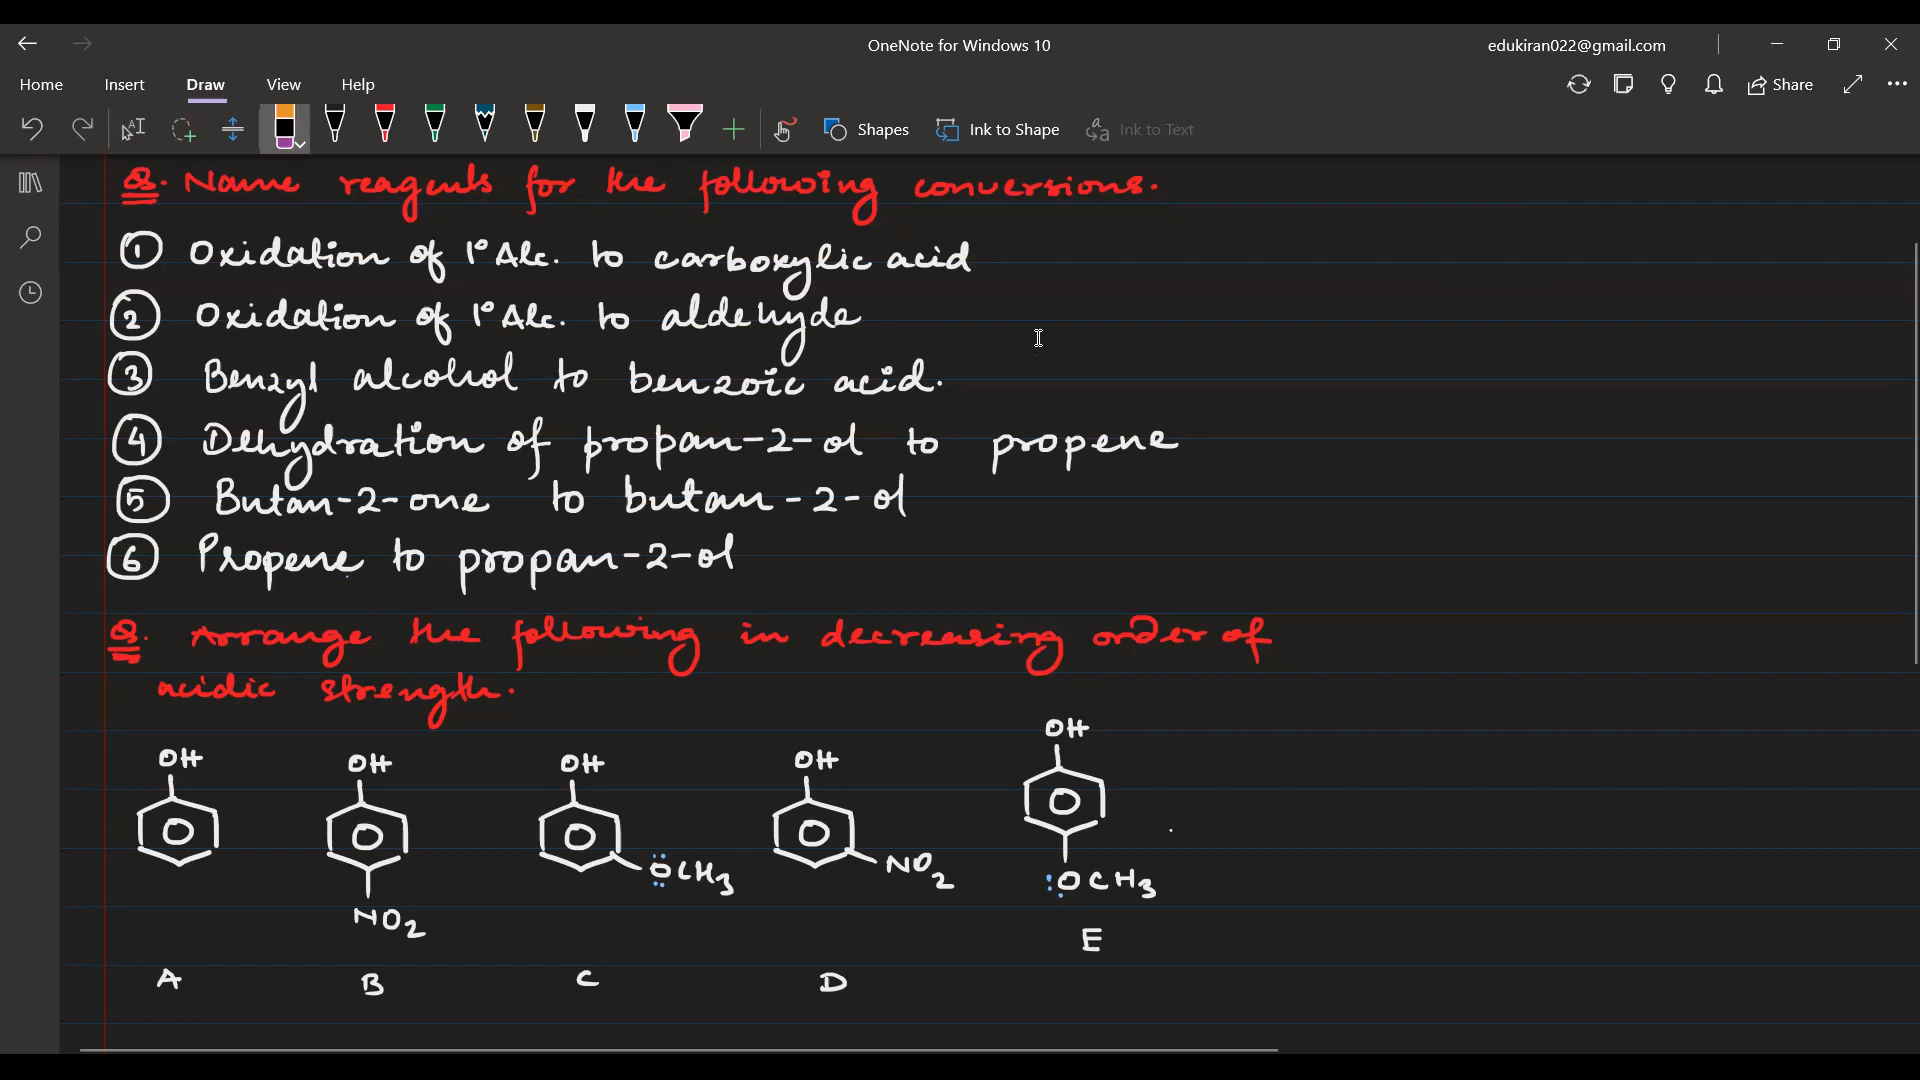 OneNote for Windows 10
edukiran022@gmail.com
Home Insert Draw View Help
Share
Shapes Ink to Shape Ink to Text
Q. Name reagents for the following conversions.
① Oxidation of 1° Alc. to carboxylic acid
② Oxidation of 1° Alc. to aldehyde
③ Benzyl alcohol to benzoic acid.
④ Dehydration of propan-2-ol to propene
⑤ Butan-2-one to butan-2-ol
⑥ Propene to propan-2-ol
Q. Arrange the following in decreasing order of
acidic strength.
OH OH OH OH OH
NO2 OCH3 NO2 OCH3
A B C D E